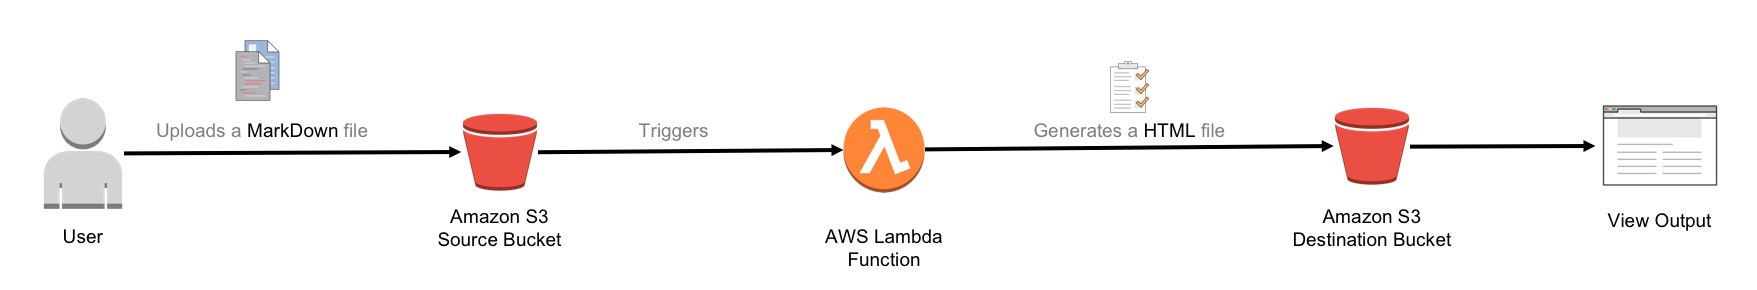 Uploads a MarkDown file
Triggers
Generates a HTML file
User
Amazon S3
Source Bucket
AWS Lambda
Function
Amazon S3
Destination Bucket
View Output